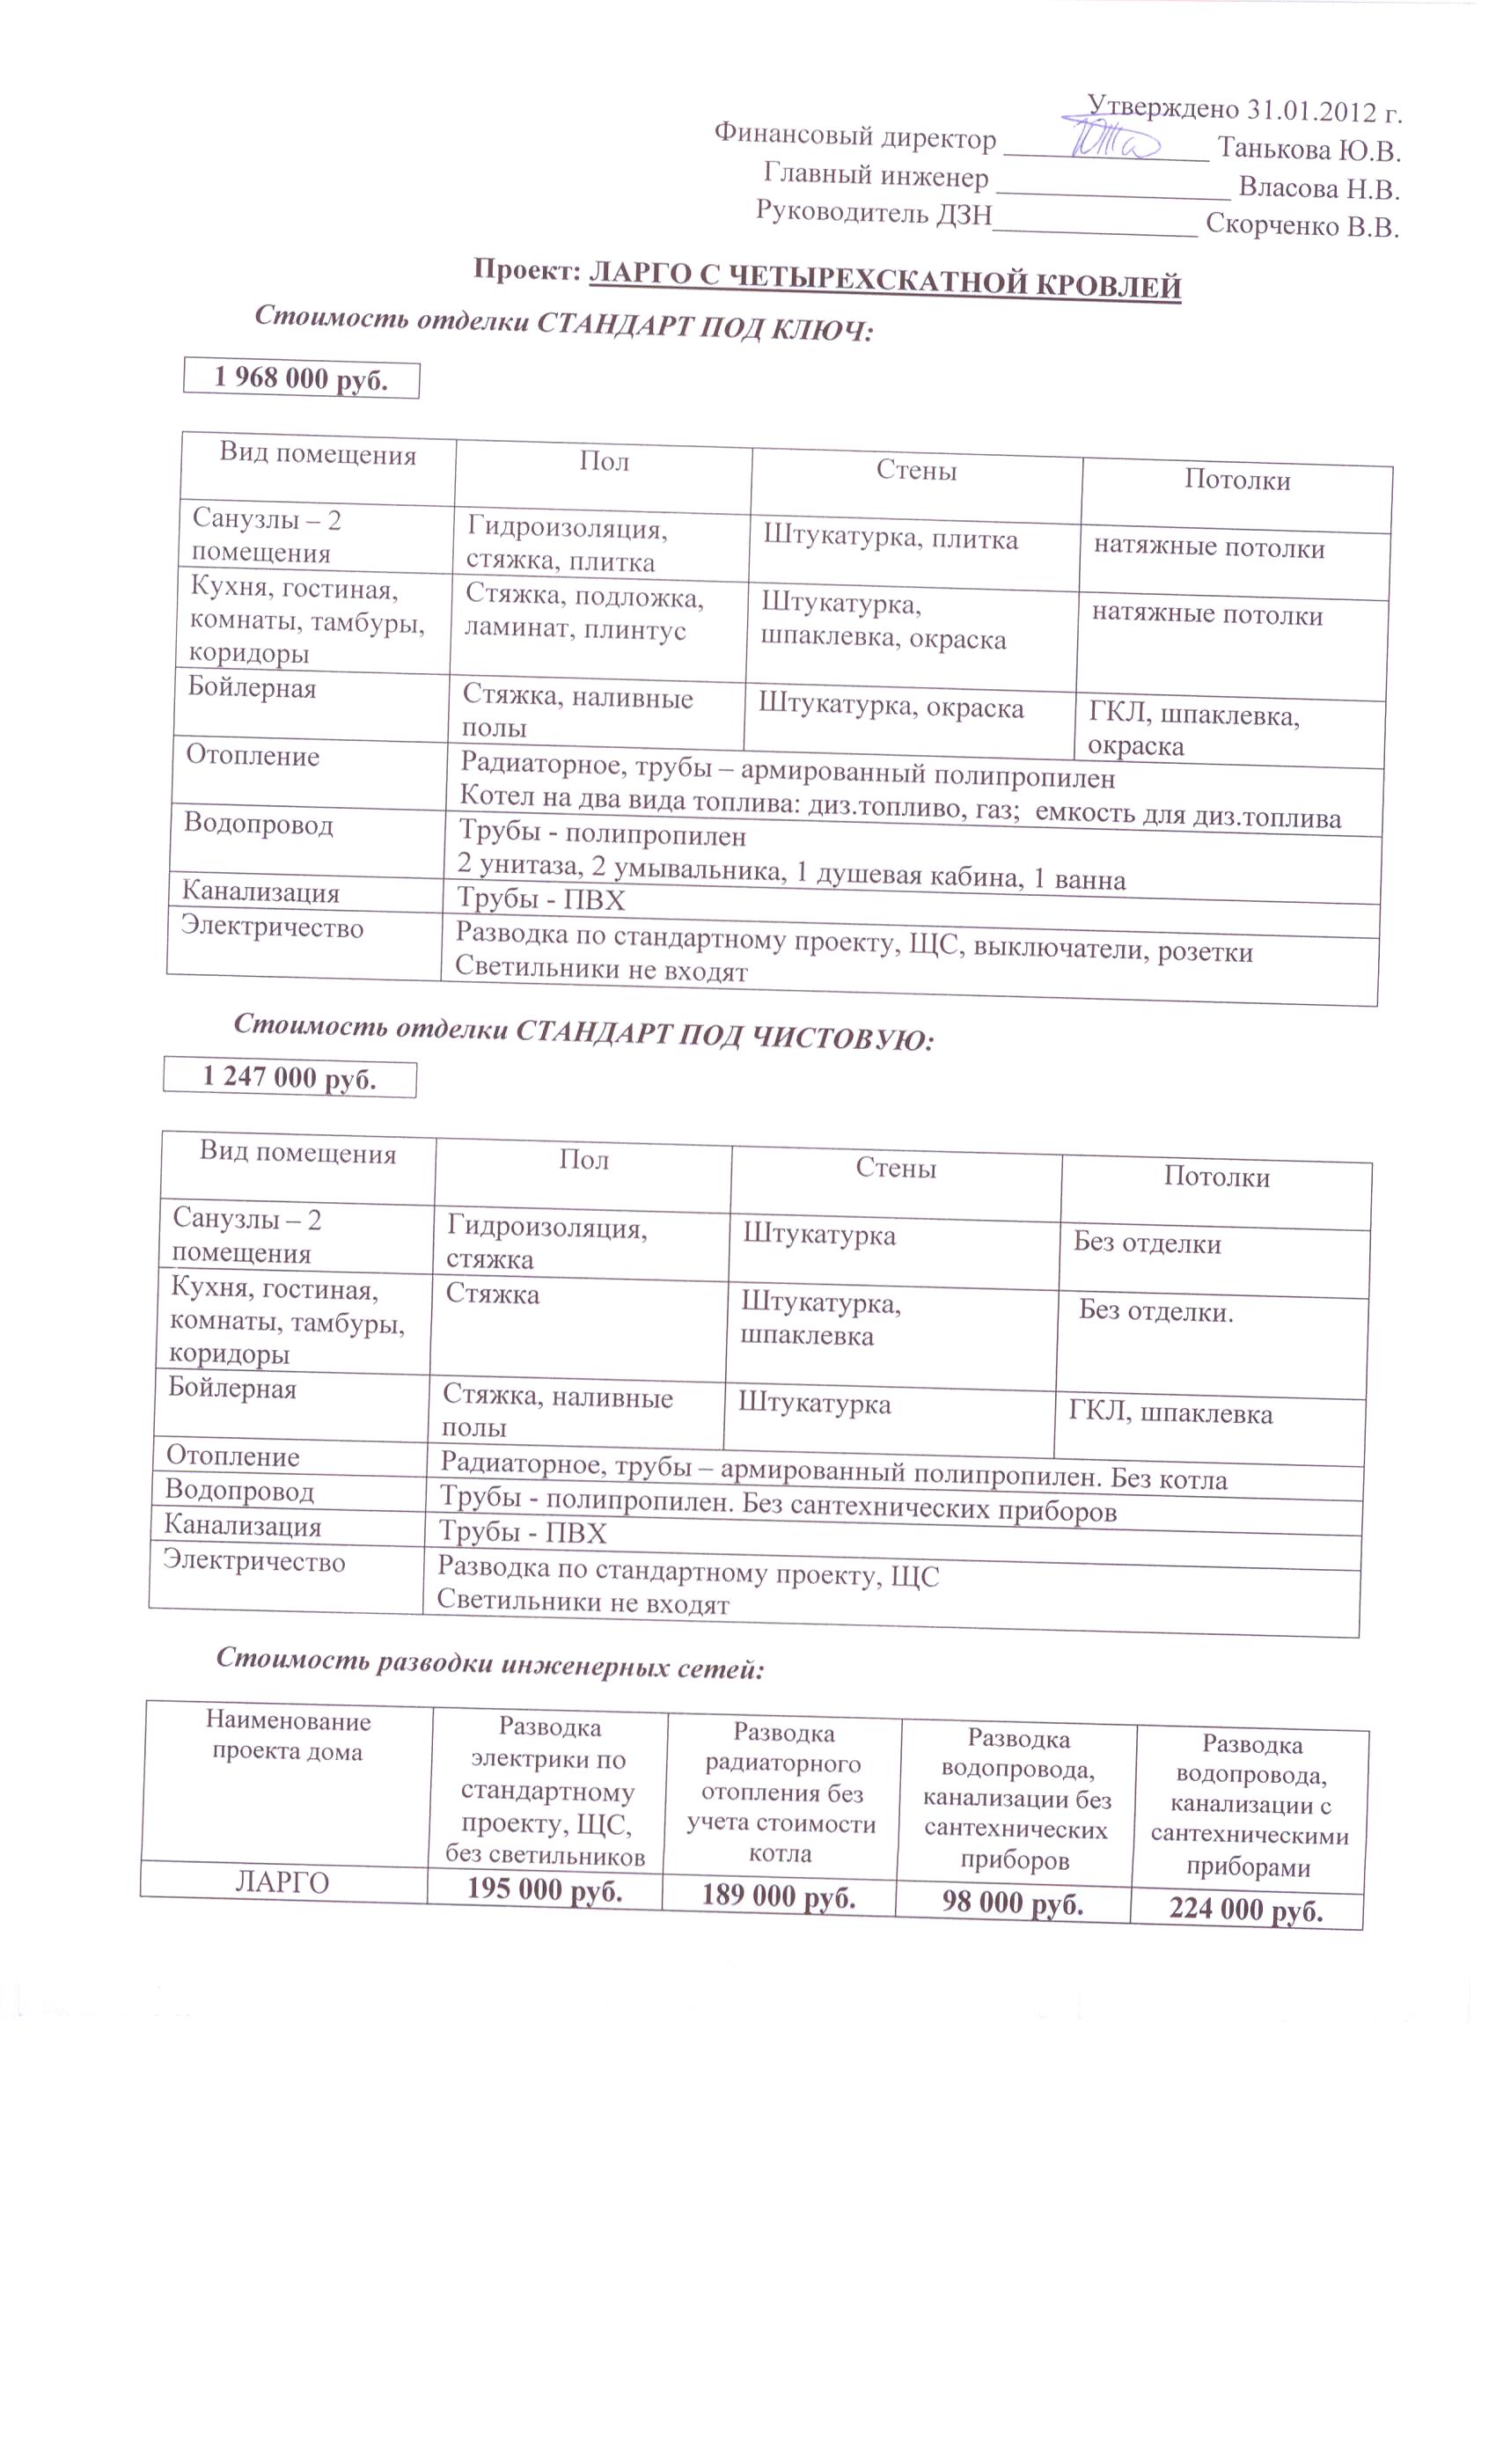 Утверждено 31.01.2012 г.
Финансовый директор ______________ Танькова Ю.В.
Главный инженер ________________ Власова Н.В.
Руководитель ДЗН______________ Скорченко В.В.
Проект: ЛАРГО С ЧЕТЫРЕХСКАТНОЙ КРОВЛЕЙ
Стоимость отделки СТАНДАРТ ПОД КЛЮЧ:
1 968 000 руб.
Вид помещения Пол Стены Потолки
Санузлы – 2
помещения
Гидроизоляция,
стяжка, плитка
Штукатурка, плитка
натяжные потолки
Кухня, гостиная,
комнаты, тамбуры,
коридоры
Стяжка, подложка,
ламинат, плинтус
Штукатурка,
шпаклевка, окраска
натяжные потолки
Бойлерная
Стяжка, наливные
полы
Штукатурка, окраска
ГКЛ, шпаклевка,
окраска
Отопление
Радиаторное, трубы – армированный полипропилен
Котел на два вида топлива: диз.топливо, газ; емкость для диз.топлива
Водопровод
Трубы - полипропилен
2 унитаза, 2 умывальника, 1 душевая кабина, 1 ванна
Канализация
Трубы - ПВХ
Электричество
Разводка по стандартному проекту, ЩС, выключатели, розетки
Светильники не входят
Стоимость отделки СТАНДАРТ ПОД ЧИСТОВУЮ:
1 247 000 руб.
Вид помещения Пол Стены Потолки
Санузлы – 2
помещения
Гидроизоляция,
стяжка
Штукатурка
Без отделки
Кухня, гостиная,
комнаты, тамбуры,
коридоры
Стяжка
Штукатурка,
шпаклевка
Без отделки.
Бойлерная
Стяжка, наливные
полы
Штукатурка
ГКЛ, шпаклевка
Отопление
Радиаторное, трубы – армированный полипропилен. Без котла
Водопровод
Трубы - полипропилен. Без сантехнических приборов
Канализация
Трубы - ПВХ
Электричество
Разводка по стандартному проекту, ЩС
Светильники не входят
Стоимость разводки инженерных сетей:
Наименование
проекта дома
Разводка
электрики по
стандартному
проекту, ЩС,
без светильников
Разводка
радиаторного
отопления без
учета стоимости
котла
Разводка
водопровода,
канализации без
сантехнических
приборов
Разводка
водопровода,
канализации с
сантехническими
приборами
ЛАРГО 195 000 руб. 189 000 руб. 98 000 руб. 224 000 руб.